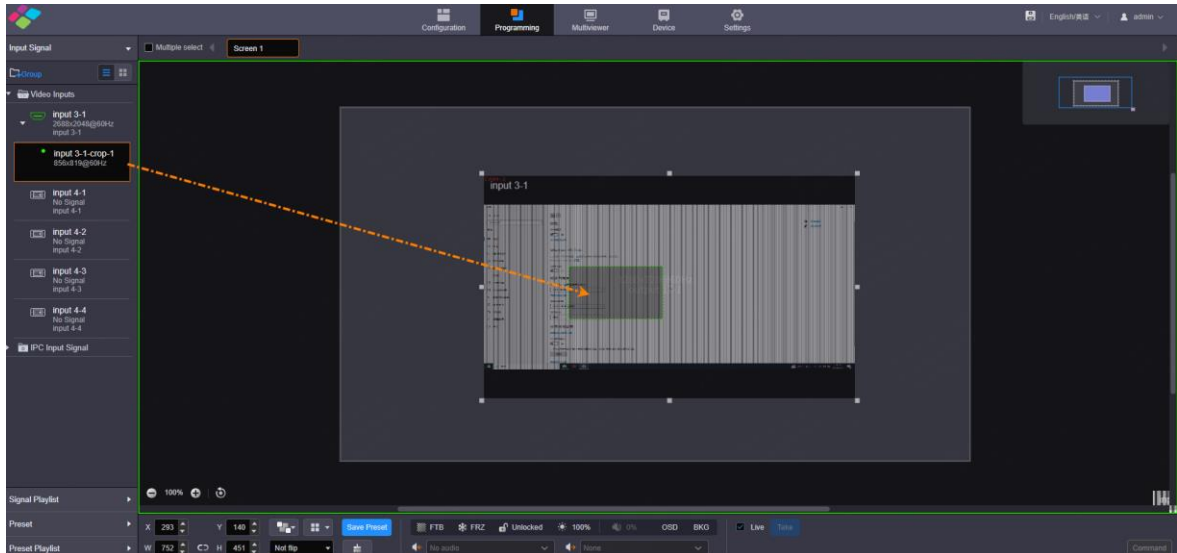 Configuration
Programming
Multiviewer
Device
Settings
English/英语
admin
Input Signal
Multiple select
Screen 1
Group
Video Inputs
input 3-1
2688x2048@60Hz
input 3-1
input 3-1-crop-1
856x819@60Hz
input 4-1
No Signal
input 4-1
input 4-2
No Signal
input 4-2
input 4-3
No Signal
input 4-3
input 4-4
No Signal
input 4-4
IPC Input Signal
input 3-1
100%
Signal Playlist
Preset
X 293 Y 140 Save Preset FTB FRZ Unlocked 100% 0% OSD BKG Live Take
Preset Playlist
W 752 H 451 Not flip No audio None Command